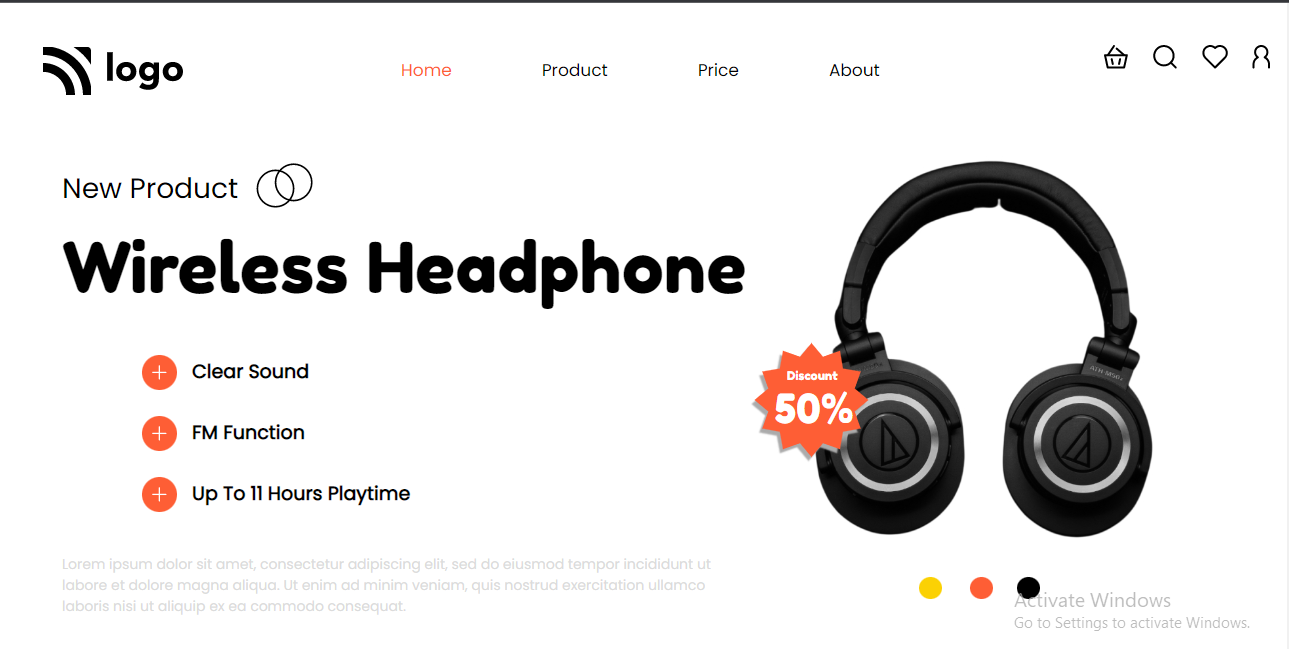 logo
Home
Product
Price
About
New Product
Wireless Headphone
Clear Sound
FM Function
Up To 11 Hours Playtime
Discount
50%
Lorem ipsum dolor sit amet, consectetur adipiscing elit, sed do eiusmod tempor incididunt ut
labore et dolore magna aliqua. Ut enim ad minim veniam, quis nostrud exercitation ullamco
laboris nisi ut aliquip ex ea commodo consequat.
Activate Windows
Go to Settings to activate Windows.